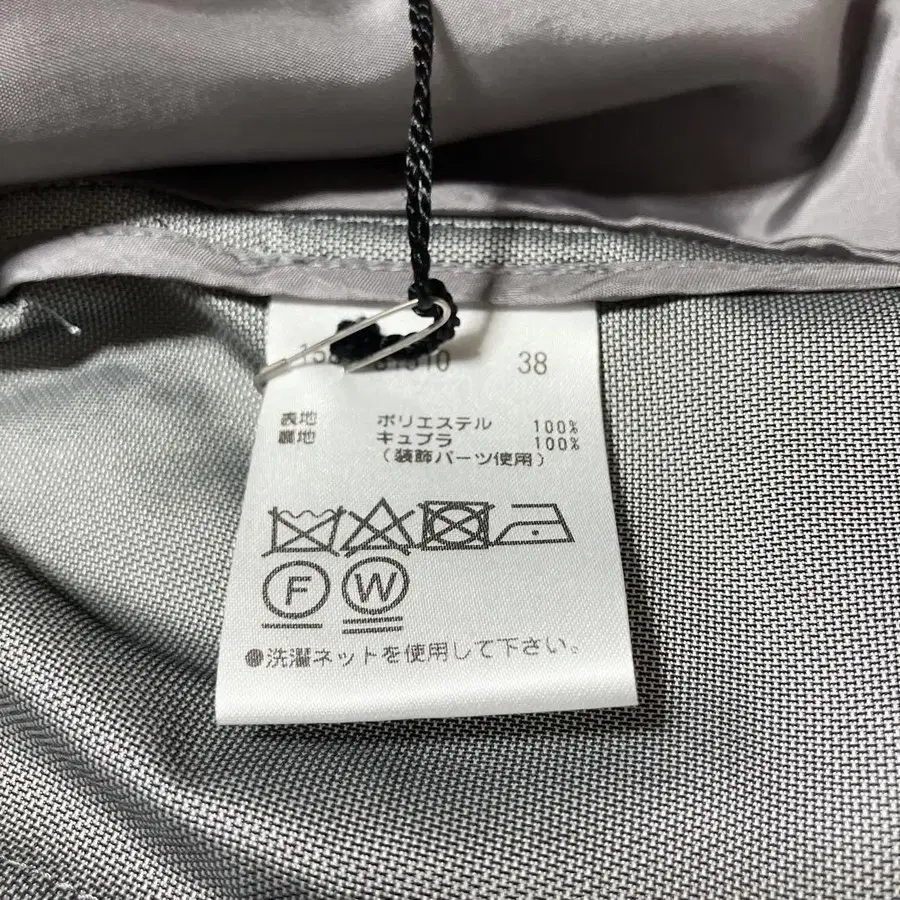 38
表地 ポリエステル 100%
裏地 キュプラ 100%
(装飾パーツ使用)
F W
●洗濯ネットを使用して下さい。